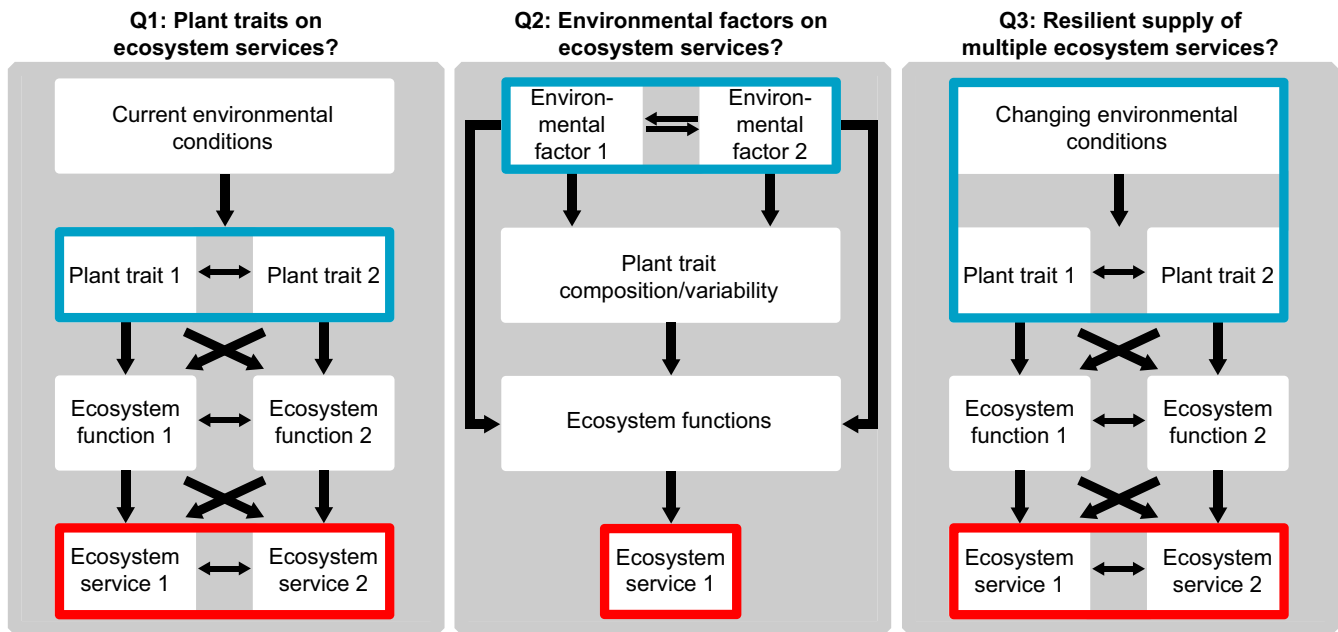 Q1: Plant traits on
ecosystem services?
Current environmental
conditions
Plant trait 1
Plant trait 2
Ecosystem
function 1
Ecosystem
function 2
Ecosystem
service 1
Ecosystem
service 2
Q2: Environmental factors on
ecosystem services?
Environ-
mental
factor 1
Environ-
mental
factor 2
Plant trait
composition/variability
Ecosystem functions
Ecosystem
service 1
Q3: Resilient supply of
multiple ecosystem services?
Changing environmental
conditions
Plant trait 1
Plant trait 2
Ecosystem
function 1
Ecosystem
function 2
Ecosystem
service 1
Ecosystem
service 2